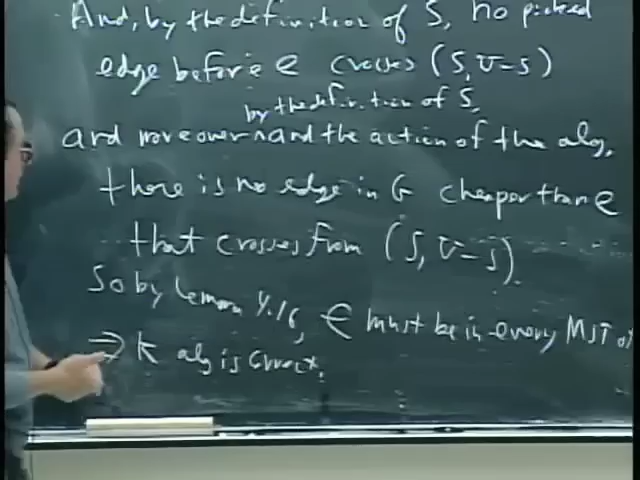 And, by the definition of S, no picked
edge before e crosses (S, V-S)
by the definition of S,
and moreover ^ and the action of the alg,
there is no edge in G cheaper than e
that crosses from (S, V-S).
So by Lemma 4.16, e must be in every MST of
⇒ K alg is correct.